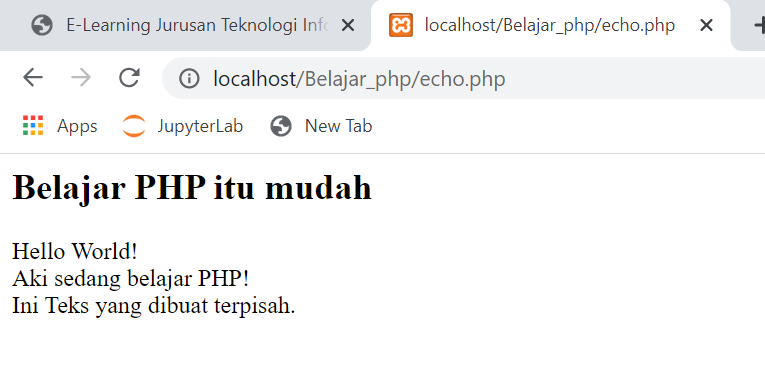 E-Learning Jurusan Teknologi Info
localhost/Belajar_php/echo.php
localhost/Belajar_php/echo.php
Apps JupyterLab New Tab
Belajar PHP itu mudah
Hello World!
Aki sedang belajar PHP!
Ini Teks yang dibuat terpisah.